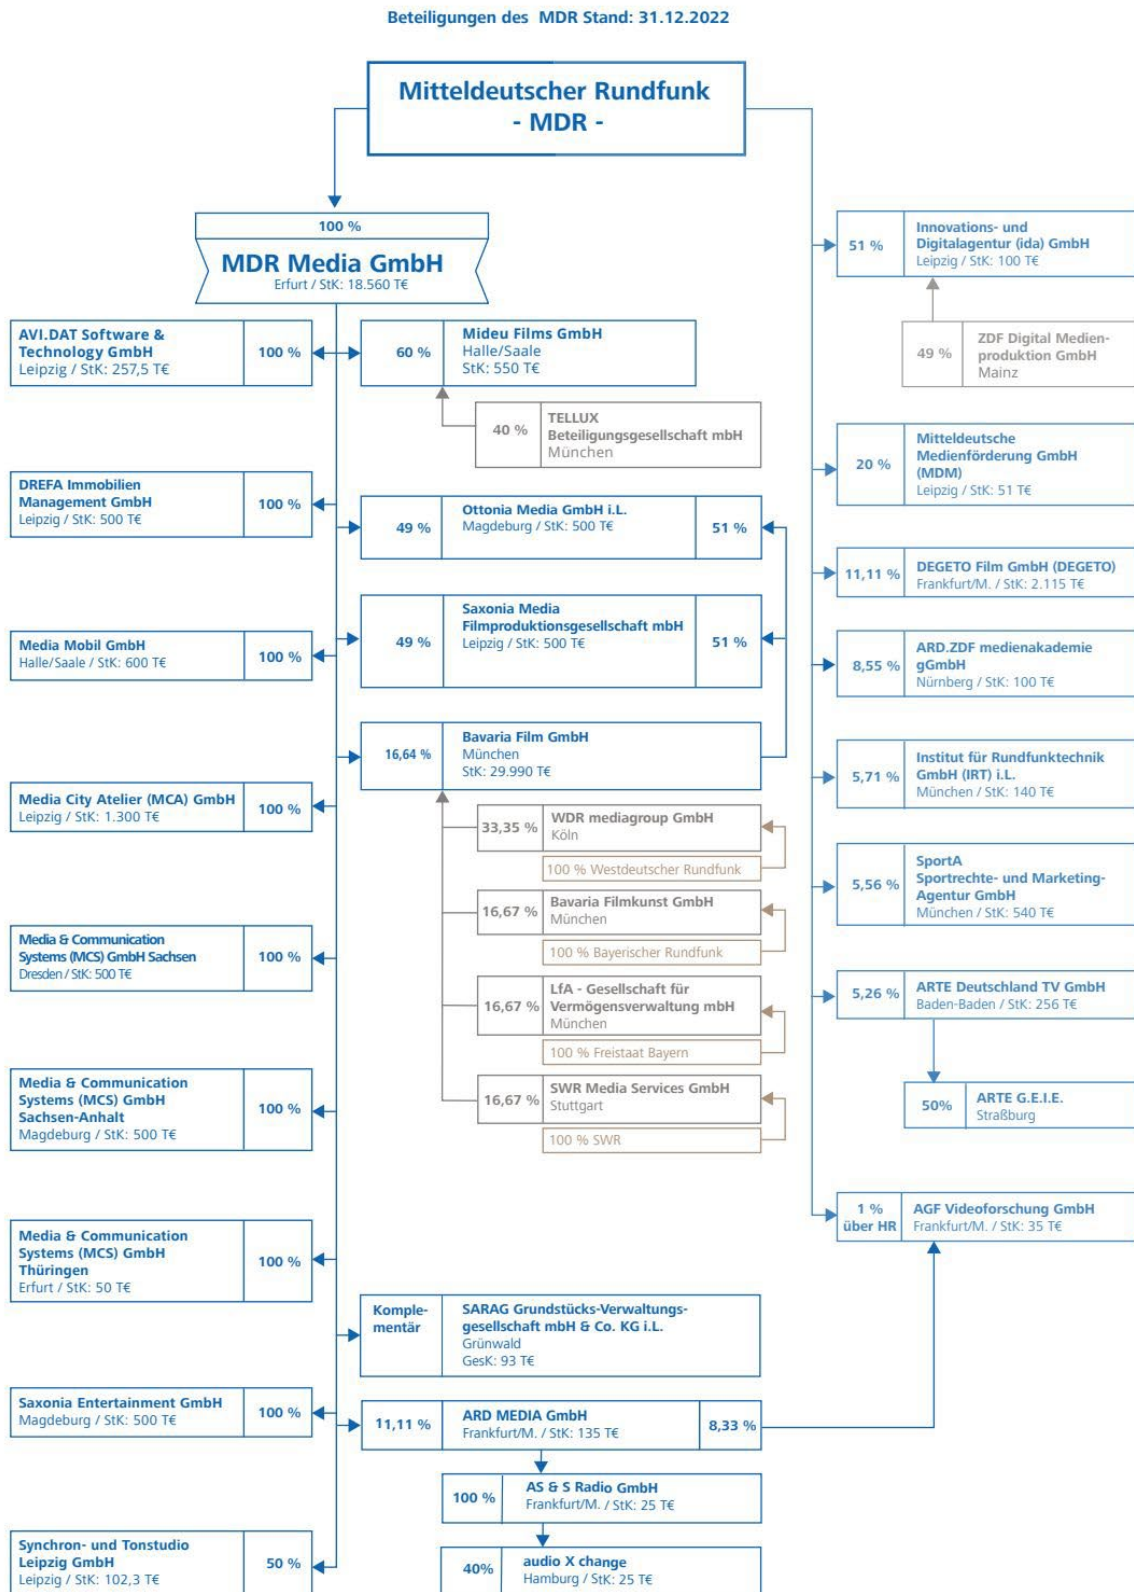 Beteiligungen des MDR Stand: 31.12.2022
Mitteldeutscher Rundfunk
- MDR -
100 %
MDR Media GmbH
Erfurt / StK: 18.560 T€
AVI.DAT Software &
Technology GmbH
Leipzig / StK: 257,5 T€
100 %
DREFA Immobilien
Management GmbH
Leipzig / StK: 500 T€
100 %
Media Mobil GmbH
Halle/Saale / StK: 600 T€
100 %
Media City Atelier (MCA) GmbH
Leipzig / StK: 1.300 T€
100 %
Media & Communication
Systems (MCS) GmbH Sachsen
Dresden / StK: 500 T€
100 %
Media & Communication
Systems (MCS) GmbH
Sachsen-Anhalt
Magdeburg / StK: 500 T€
100 %
Media & Communication
Systems (MCS) GmbH
Thüringen
Erfurt / StK: 50 T€
100 %
Saxonia Entertainment GmbH
Magdeburg / StK: 500 T€
100 %
Synchron- und Tonstudio
Leipzig GmbH
Leipzig / StK: 102,3 T€
50 %
60 %
Mideu Films GmbH
Halle/Saale
StK: 550 T€
40 %
TELLUX
Beteiligungsgesellschaft mbH
München
49 %
Ottonia Media GmbH i.L.
Magdeburg / StK: 500 T€
51 %
49 %
Saxonia Media
Filmproduktionsgesellschaft mbH
Leipzig / StK: 500 T€
51 %
16,64 %
Bavaria Film GmbH
München
StK: 29.990 T€
33,35 %
WDR mediagroup GmbH
Köln
100 % Westdeutscher Rundfunk
16,67 %
Bavaria Filmkunst GmbH
München
100 % Bayerischer Rundfunk
16,67 %
LfA - Gesellschaft für
Vermögensverwaltung mbH
München
100 % Freistaat Bayern
16,67 %
SWR Media Services GmbH
Stuttgart
100 % SWR
Komple-
mentär
SARAG Grundstücks-Verwaltungs-
gesellschaft mbH & Co. KG i.L.
Grünwald
GesK: 93 T€
11,11 %
ARD MEDIA GmbH
Frankfurt/M. / StK: 135 T€
8,33 %
100 %
AS & S Radio GmbH
Frankfurt/M. / StK: 25 T€
40%
audio X change
Hamburg / StK: 25 T€
51 %
Innovations- und
Digitalagentur (ida) GmbH
Leipzig / StK: 100 T€
49 %
ZDF Digital Medien-
produktion GmbH
Mainz
20 %
Mitteldeutsche
Medienförderung GmbH
(MDM)
Leipzig / StK: 51 T€
11,11 %
DEGETO Film GmbH (DEGETO)
Frankfurt/M. / StK: 2.115 T€
8,55 %
ARD.ZDF medienakademie
gGmbH
Nürnberg / StK: 100 T€
5,71 %
Institut für Rundfunktechnik
GmbH (IRT) i.L.
München / StK: 140 T€
5,56 %
SportA
Sportrechte- und Marketing-
Agentur GmbH
München / StK: 540 T€
5,26 %
ARTE Deutschland TV GmbH
Baden-Baden / StK: 256 T€
50%
ARTE G.E.I.E.
Straßburg
1 %
über HR
AGF Videoforschung GmbH
Frankfurt/M. / StK: 35 T€